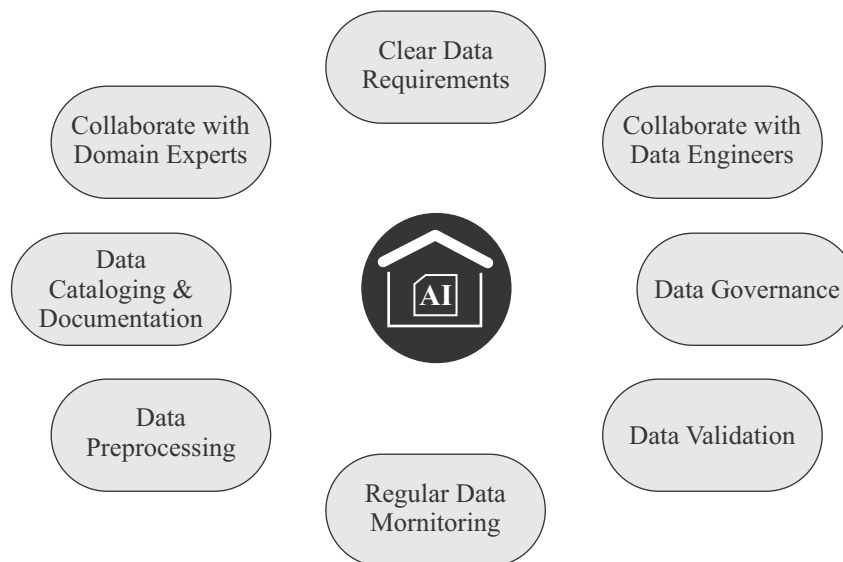 Clear Data
Requirements
Collaborate with
Domain Experts
Collaborate with
Data Engineers
Data
Cataloging &
Documentation
AI
Data Governance
Data
Preprocessing
Data Validation
Regular Data
Mornitoring